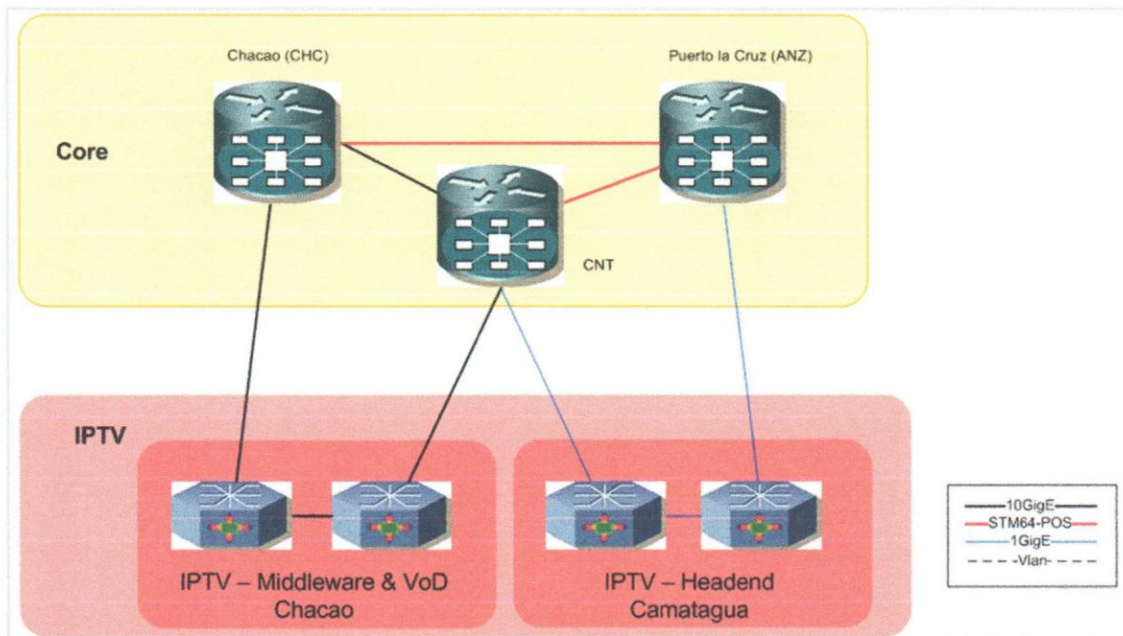 Chacao (CHC)
Puerto la Cruz (ANZ)
Core
CNT
IPTV
IPTV – Middleware & VoD
Chacao
IPTV – Headend
Camatagua
10GigE
STM64-POS
1GigE
Vlan